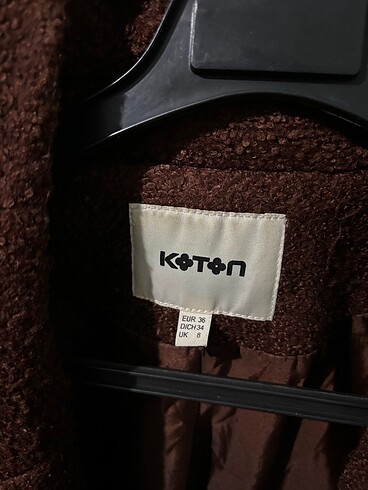 KOTON
EUR 36
D/CH 34
UK 8